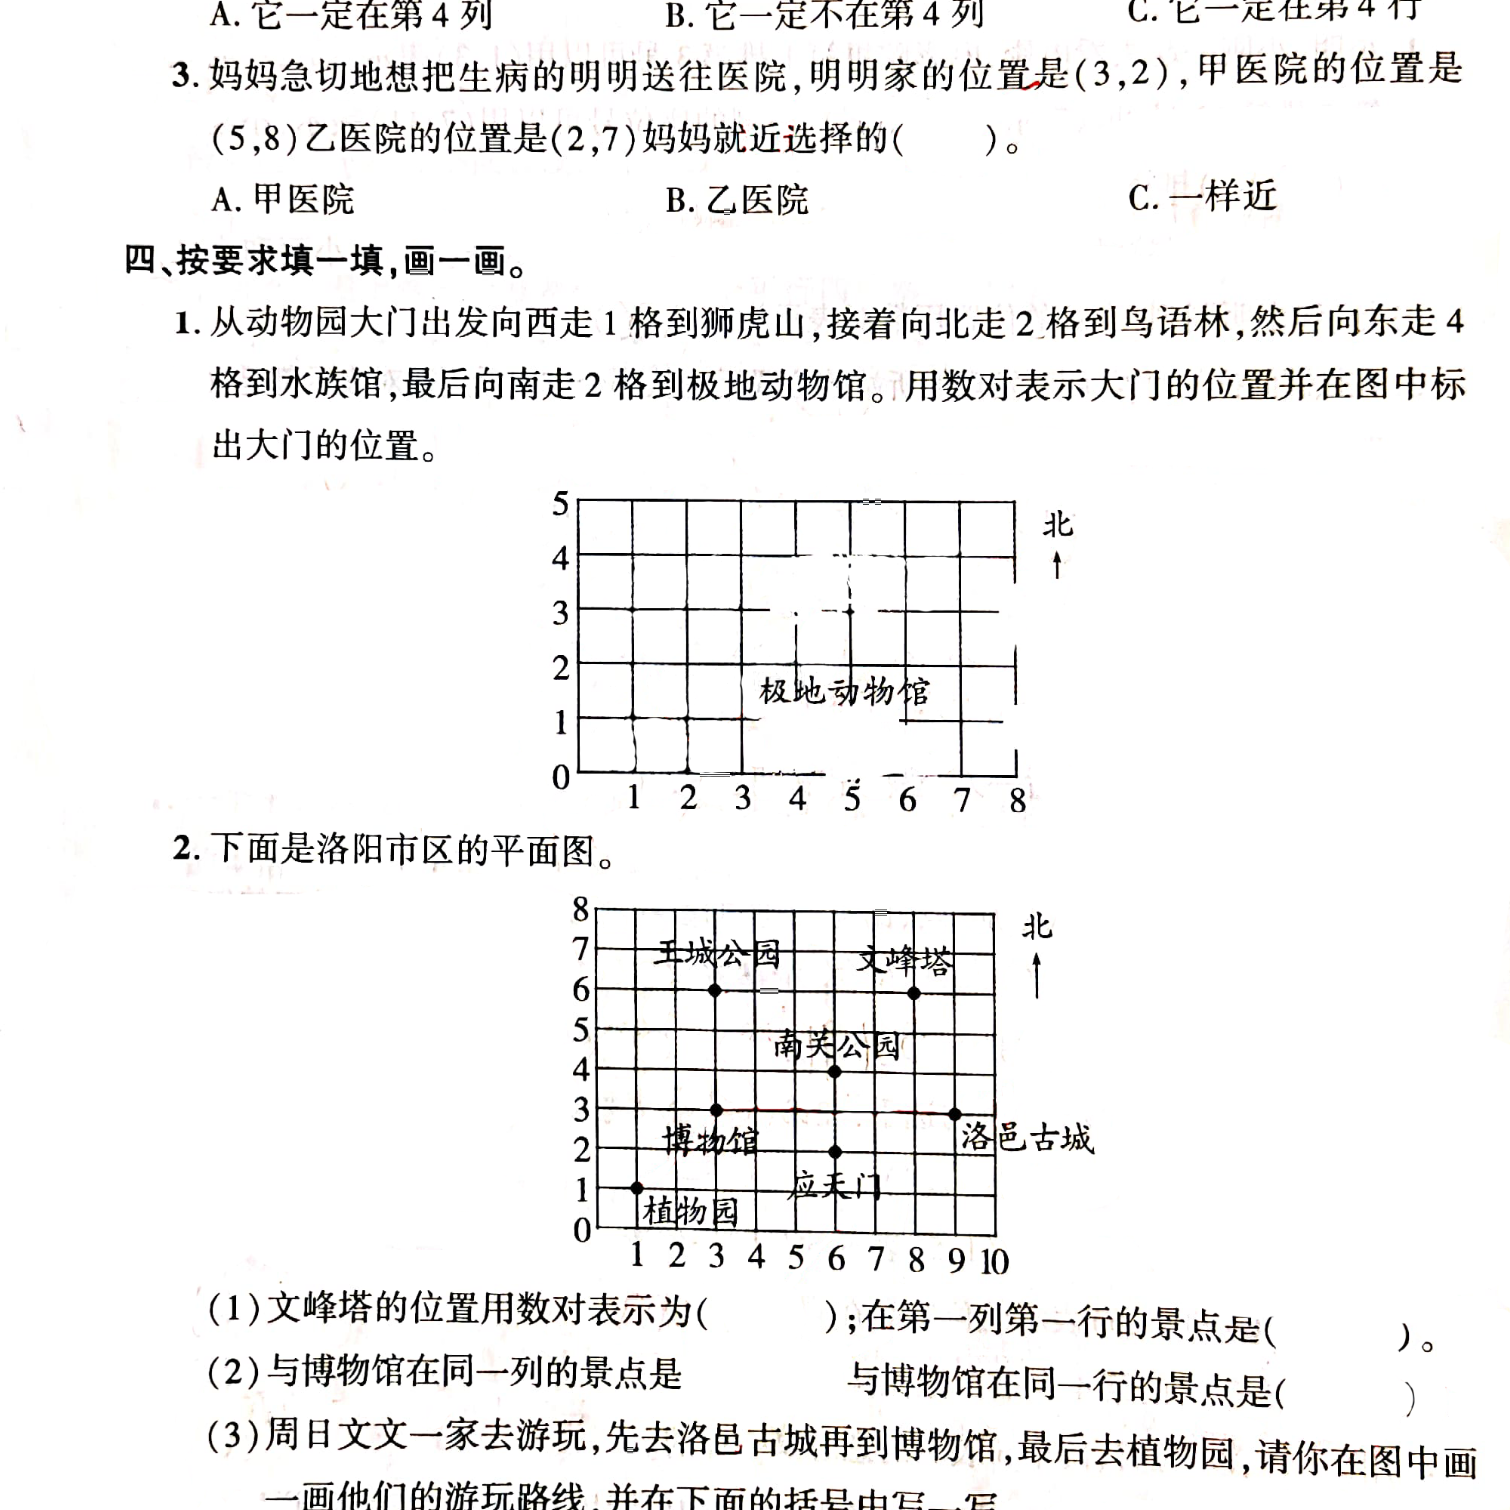 A. 它一定在第 4 列 B. 它一定不在第 4 列 C. 它一定在第 4 行
3. 妈妈急切地想把生病的明明送往医院,明明家的位置是(3,2),甲医院的位置是
(5,8)乙医院的位置是(2,7)妈妈就近选择的( )。
A. 甲医院 B. 乙医院 C. 一样近
四、按要求填一填,画一画。
1. 从动物园大门出发向西走 1 格到狮虎山,接着向北走 2 格到鸟语林,然后向东走 4
格到水族馆,最后向南走 2 格到极地动物馆。用数对表示大门的位置并在图中标
出大门的位置。
5
北
4
3
2
极地动物馆
1
0
1 2 3 4 5 6 7 8
2. 下面是洛阳市区的平面图。
8
北
7 王城公园 文峰塔
6
5
南关公园
4
3
博物馆 洛邑古城
2
1 应天门
植物园
0
1 2 3 4 5 6 7 8 9 10
(1)文峰塔的位置用数对表示为( );在第一列第一行的景点是( )。
(2)与博物馆在同一列的景点是 与博物馆在同一行的景点是( )
(3)周日文文一家去游玩,先去洛邑古城再到博物馆,最后去植物园,请你在图中画
一画他们的游玩路线,并在下面的括号中写一写